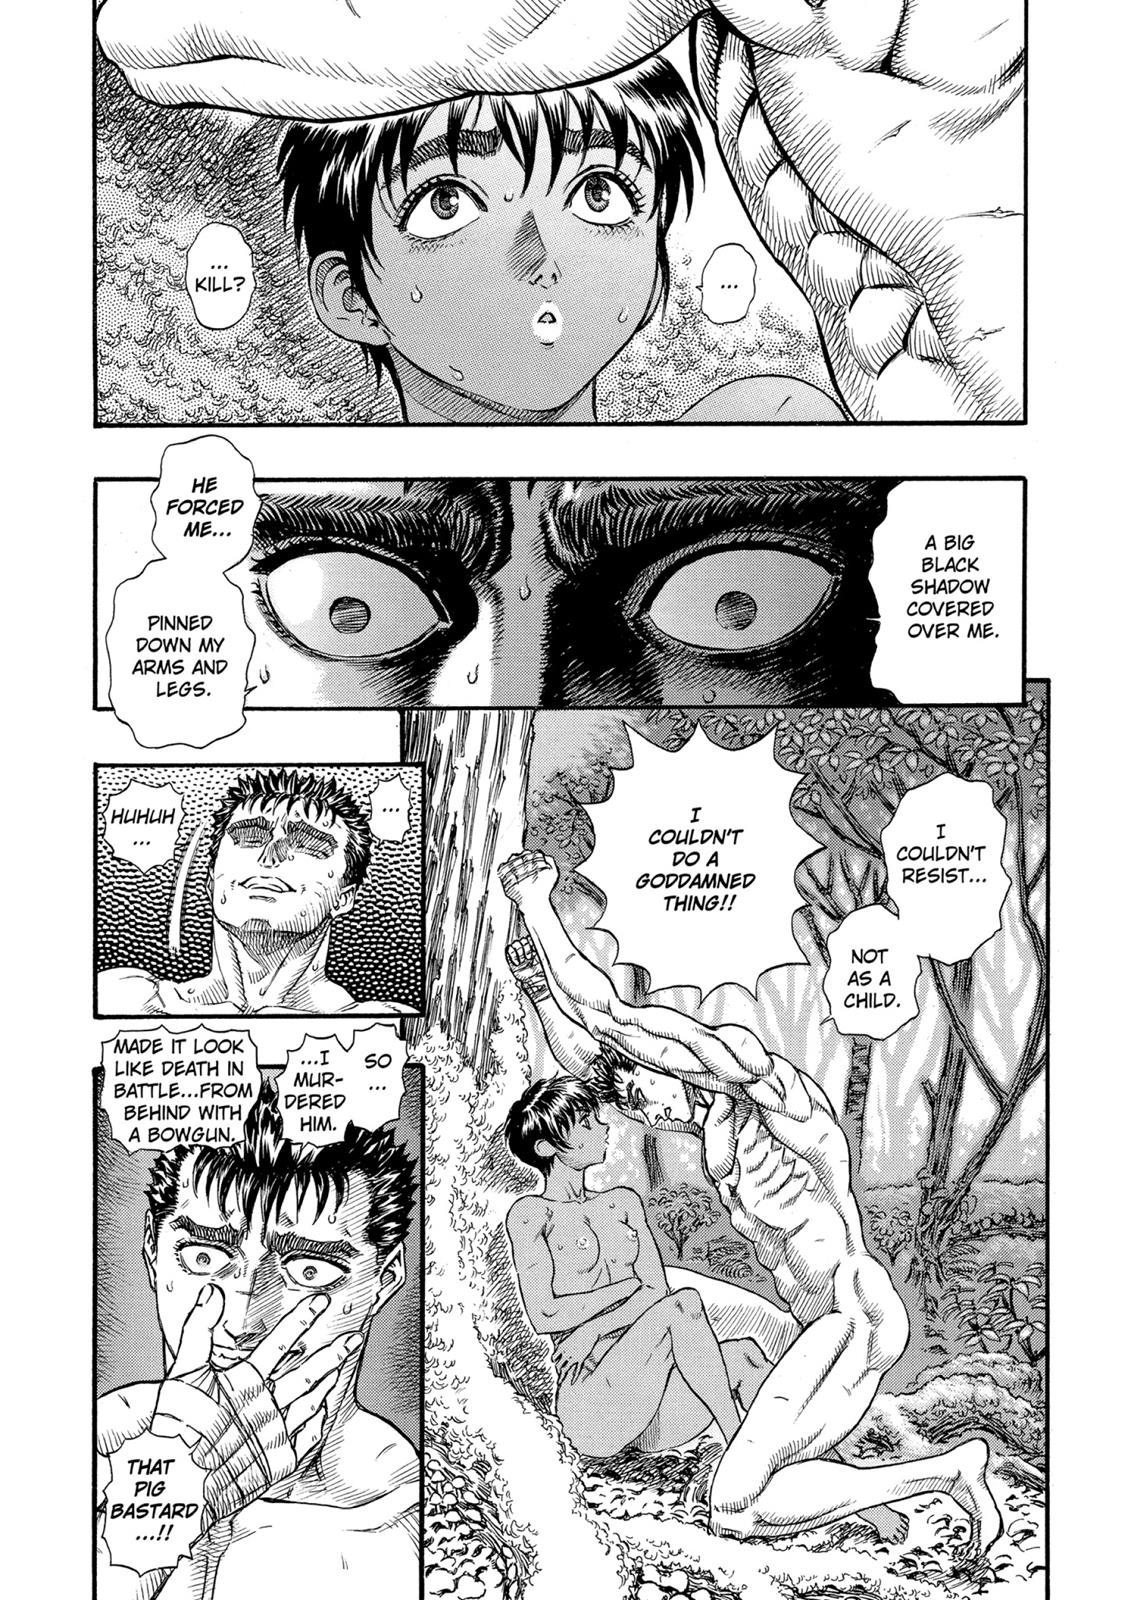 ...
...
KILL?
A BIG
BLACK
SHADOW
COVERED
OVER ME.
HE
FORCED
ME...
PINNED
DOWN MY
ARMS AND
LEGS.
I
COULDN'T
RESIST...
NOT
AS A
CHILD.
I
COULDN'T
DO A
GODDAMNED
THING!!
...
HUHUH
...
SO
...
...I
MUR-
DERED
HIM.
MADE IT LOOK
LIKE DEATH IN
BATTLE...FROM
BEHIND WITH
A BOWGUN.
THAT
PIG
BASTARD
...!!